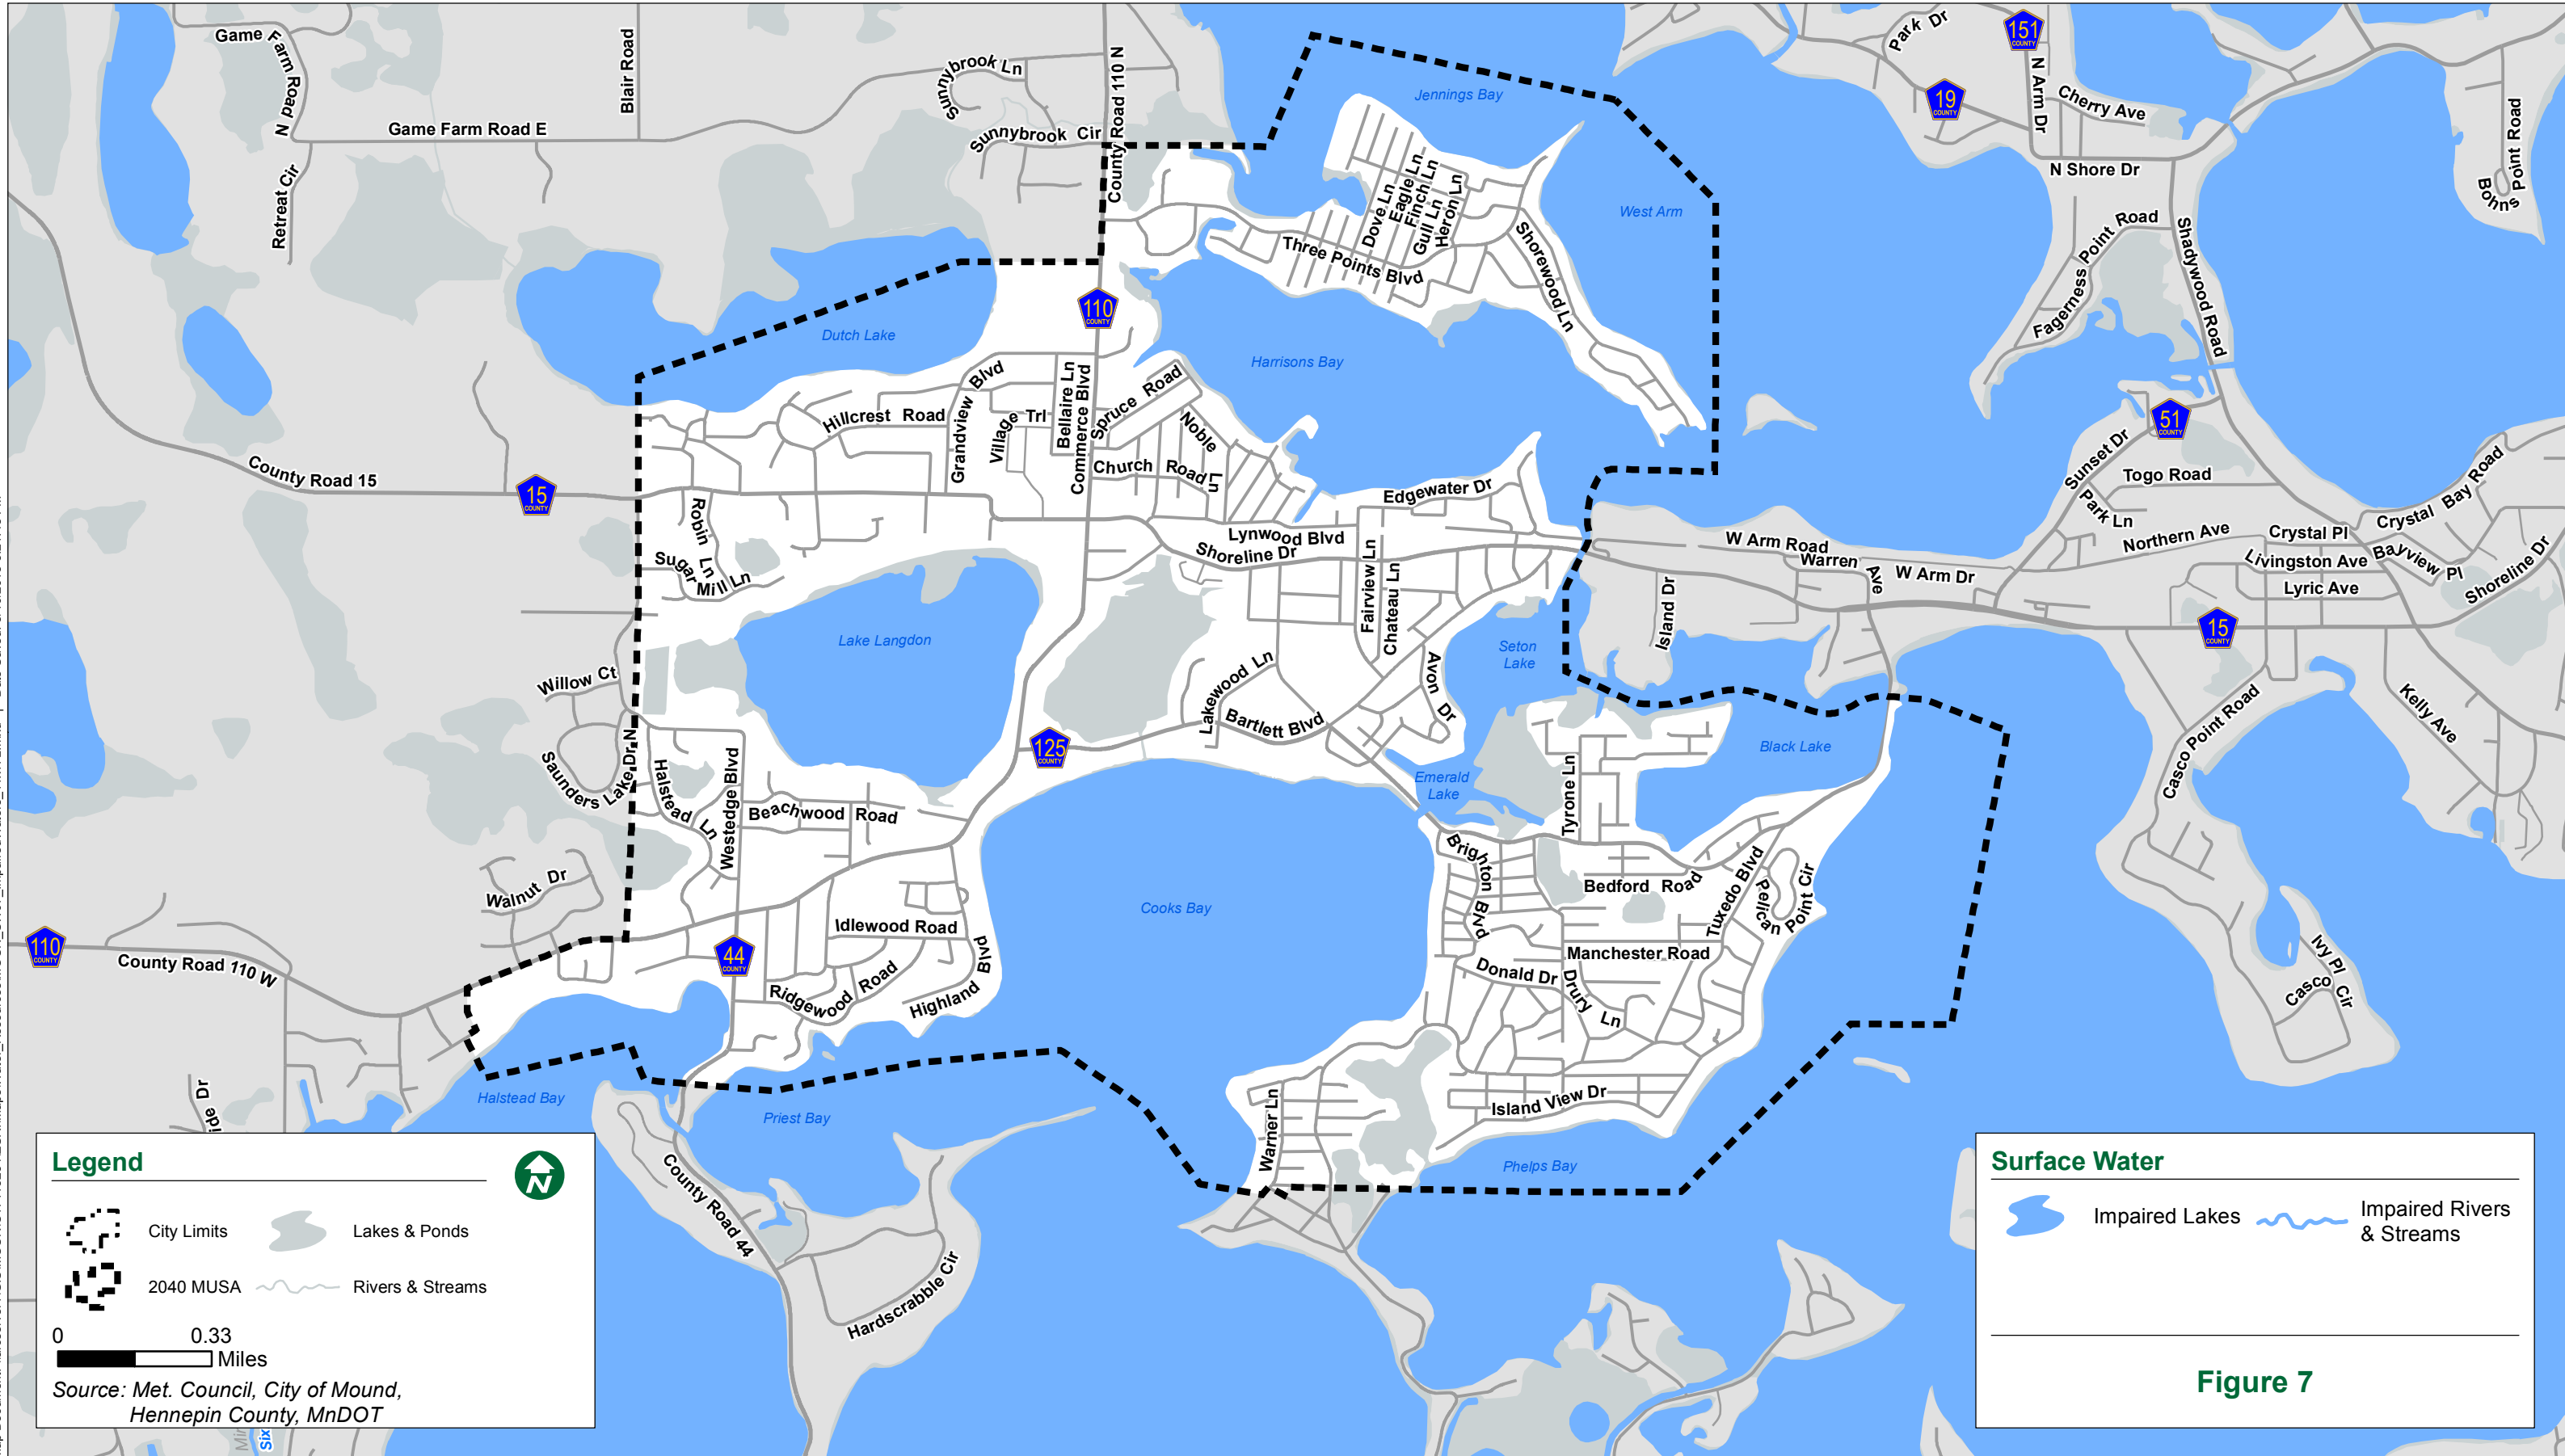 Game Farm Road N
Blair Road
Sunnybrook Ln
County Road 110 N
Jennings Bay
Park Dr
151
COUNTY
19
COUNTY
N Arm Dr
Cherry Ave
Bohns Point Road
Game Farm Road E
Sunnybrook Cir
N Shore Dr
Retreat Cir
Dove Ln
Eagle Ln
Finch Ln
Gull Ln
Heron Ln
West Arm
Three Points Blvd
Shorewood Ln
Fagerness Point Road
Shadywood Road
110
COUNTY
Dutch Lake
Harrisons Bay
Hillcrest Road
Grandview Blvd
Village Trl
Bellaire Ln
Commerce Blvd
Spruce Road
Noble Ln
Church Road
51
COUNTY
Sunset Dr
Togo Road
Park Ln
County Road 15
15
COUNTY
Edgewater Dr
Crystal Bay Road
Robin Ln
Lynwood Blvd
Shoreline Dr
W Arm Road
Warren Ave
W Arm Dr
Northern Ave
Crystal Pl
Livingston Ave
Bayview Pl
Lyric Ave
Shoreline Dr
Sugar Mill Ln
Fairview Ln
Chateau Ln
Island Dr
15
COUNTY
Lake Langdon
Seton
Lake
Willow Ct
Lakewood Ln
Avon Dr
Bartlett Blvd
Casco Point Road
Kelly Ave
125
COUNTY
Saunders Lake Dr N
Halstead Ln
Westedge Blvd
Beachwood Road
Emerald
Lake
Tyrone Ln
Black Lake
Walnut Dr
Brighton Blvd
Bedford Road
Tuxedo Blvd
Pelican Point Cir
Cooks Bay
Idlewood Road
110
COUNTY
County Road 110 W
44
COUNTY
Ridgewood Road
Highland Blvd
Donald Dr
Manchester Road
Drury Ln
Ivy Pl
Casco Cir
Halstead Bay
Priest Bay
Warner Ln
Island View Dr
Phelps Bay
County Road 44
Hardscrabble Cir
Legend
N
City Limits
Lakes & Ponds
2040 MUSA
Rivers & Streams
0 0.33
Miles
Source: Met. Council, City of Mound,
Hennepin County, MnDOT
Surface Water
Impaired Lakes
Impaired Rivers
& Streams
Figure 7